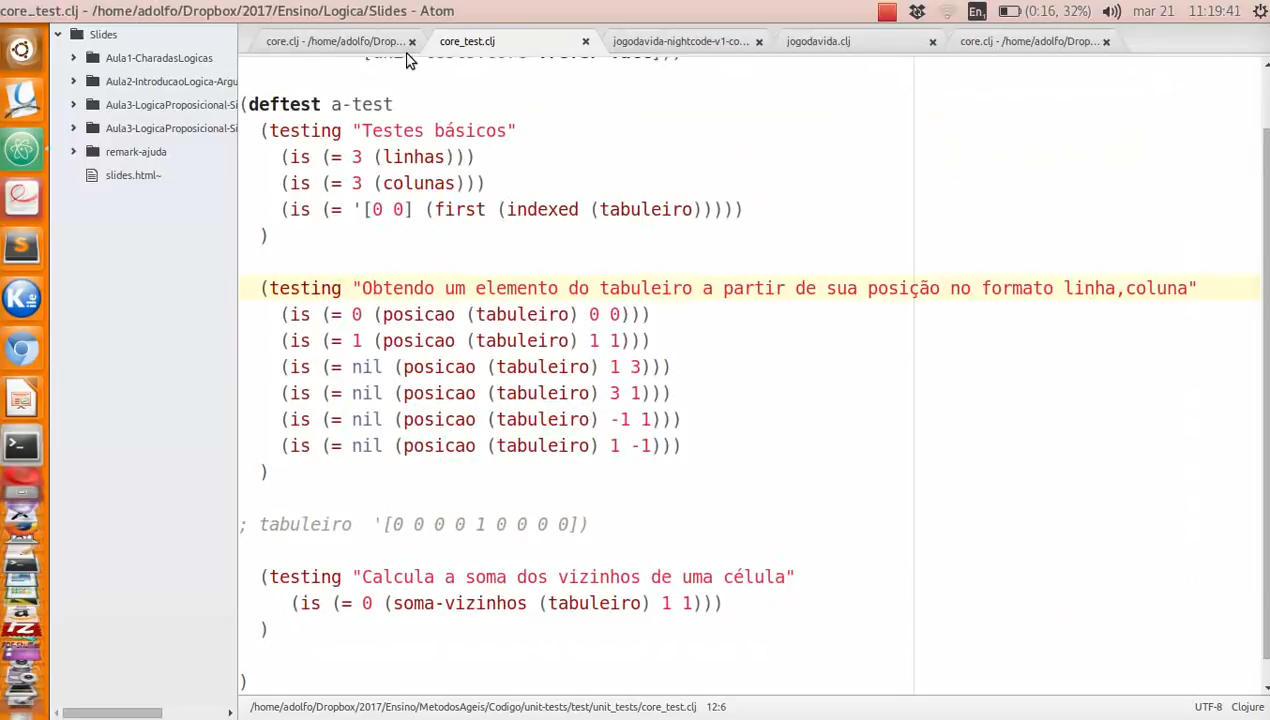 core_test.clj - /home/adolfo/Dropbox/2017/Ensino/Logica/Slides - Atom
En1 (0:16, 32%) mar 21 11:19:41
Slides
Aula1-CharadasLogicas
Aula2-IntroducaoLogica-Argu
Aula3-LogicaProposicional-Si
Aula3-LogicaProposicional-Si
remark-ajuda
slides.html~
core.clj - /home/adolfo/Drop...
core_test.clj
jogodavida-nightcode-v1-co...
jogodavida.clj
core.clj - /home/adolfo/Drop...
(deftest a-test
(testing "Testes básicos"
(is (= 3 (linhas)))
(is (= 3 (colunas)))
(is (= '[0 0] (first (indexed (tabuleiro)))))
)
(testing "Obtendo um elemento do tabuleiro a partir de sua posição no formato linha,coluna"
(is (= 0 (posicao (tabuleiro) 0 0)))
(is (= 1 (posicao (tabuleiro) 1 1)))
(is (= nil (posicao (tabuleiro) 1 3)))
(is (= nil (posicao (tabuleiro) 3 1)))
(is (= nil (posicao (tabuleiro) -1 1)))
(is (= nil (posicao (tabuleiro) 1 -1)))
)
; tabuleiro '[0 0 0 0 1 0 0 0 0])
(testing "Calcula a soma dos vizinhos de uma célula"
(is (= 0 (soma-vizinhos (tabuleiro) 1 1)))
)
)
/home/adolfo/Dropbox/2017/Ensino/MetodosAgeis/Codigo/unit-tests/test/unit_tests/core_test.clj 12:6
UTF-8 Clojure